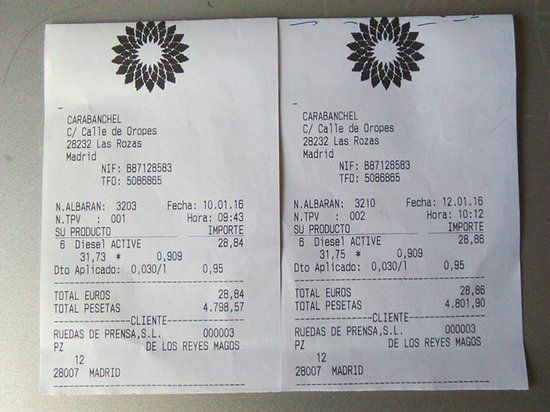 CARABANCHEL
C/ Calle de Oropes
28232 Las Rozas
Madrid
NIF: B87128583
TFO: 5086865
N.ALBARAN: 3203 Fecha: 10.01.16
N.TPV : 001 Hora: 09:43
SU PRODUCTO IMPORTE
6 Diesel ACTIVE 28,84
31,73 * 0,909
Dto Aplicado: 0,030/l 0,95
TOTAL EUROS 28,84
TOTAL PESETAS 4.798,57
CLIENTE
RUEDAS DE PRENSA,S.L. 000003
PZ DE LOS REYES MAGOS
12
28007 MADRID
CARABANCHEL
C/ Calle de Oropes
28232 Las Rozas
Madrid
NIF: B87128583
TFO: 5086865
N.ALBARAN: 3210 Fecha: 12.01.16
N.TPV : 002 Hora: 10:12
SU PRODUCTO IMPORTE
6 Diesel ACTIVE 28,86
31,75 * 0,909
Dto Aplicado: 0,030/l 0,95
TOTAL EUROS 28,86
TOTAL PESETAS 4.801,90
CLIENTE
RUEDAS DE PRENSA,S.L. 000003
PZ DE LOS REYES MAGOS
12
28007 MADRID